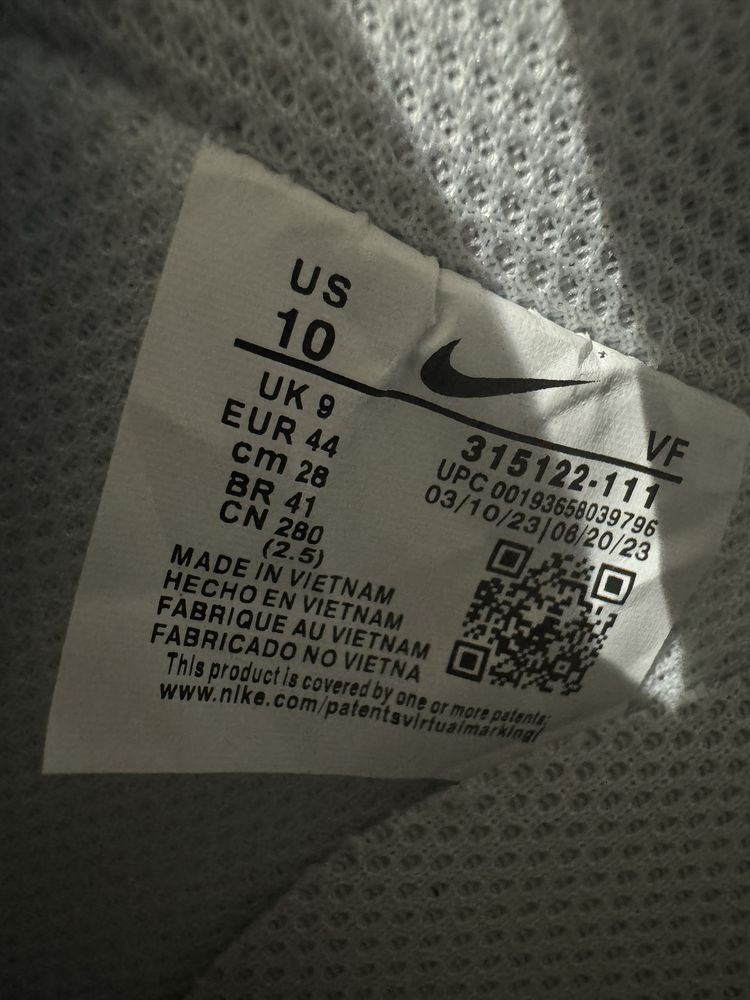 US
10
UK 9
EUR 44
cm 28
BR 41
CN 280
(2.5)
VF
315122-111
UPC 00193658039796
03/10/23|06/20/23
MADE IN VIETNAM
HECHO EN VIETNAM
FABRIQUE AU VIETNAM
FABRICADO NO VIETNA
This product is covered by one or more patents:
www.nike.com/patentsvirtualmarking/